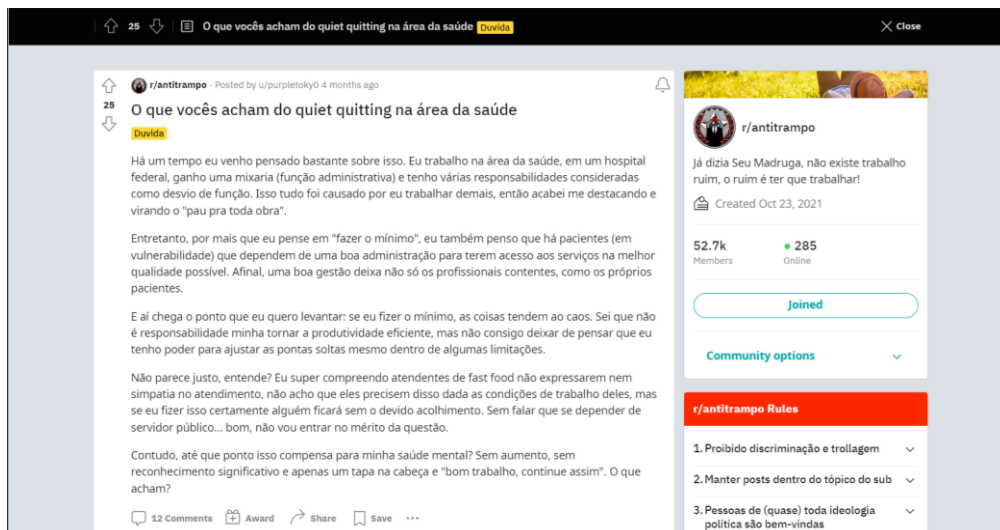 25 O que vocês acham do quiet quitting na área da saúde Duvida
Close
r/antitrampo · Posted by u/purpletoky0 4 months ago
25
O que vocês acham do quiet quitting na área da saúde
Duvida
Há um tempo eu venho pensado bastante sobre isso. Eu trabalho na área da saúde, em um hospital
federal, ganho uma mixaria (função administrativa) e tenho várias responsabilidades consideradas
como desvio de função. Isso tudo foi causado por eu trabalhar demais, então acabei me destacando e
virando o "pau pra toda obra".
Entretanto, por mais que eu pense em "fazer o mínimo", eu também penso que há pacientes (em
vulnerabilidade) que dependem de uma boa administração para terem acesso aos serviços na melhor
qualidade possível. Afinal, uma boa gestão deixa não só os profissionais contentes, como os próprios
pacientes.
E aí chega o ponto que eu quero levantar: se eu fizer o mínimo, as coisas tendem ao caos. Sei que não
é responsabilidade minha tornar a produtividade eficiente, mas não consigo deixar de pensar que eu
tenho poder para ajustar as pontas soltas mesmo dentro de algumas limitações.
Não parece justo, entende? Eu super compreendo atendentes de fast food não expressarem nem
simpatia no atendimento, não acho que eles precisem disso dada as condições de trabalho deles, mas
se eu fizer isso certamente alguém ficará sem o devido acolhimento. Sem falar que se depender de
servidor público... bom, não vou entrar no mérito da questão.
Contudo, até que ponto isso compensa para minha saúde mental? Sem aumento, sem
reconhecimento significativo e apenas um tapa na cabeça e "bom trabalho, continue assim". O que
acham?
12 Comments Award Share Save ...
r/antitrampo
Já dizia Seu Madruga, não existe trabalho
ruim, o ruim é ter que trabalhar!
Created Oct 23, 2021
52.7k 285
Members Online
Joined
Community options
r/antitrampo Rules
1. Proibido discriminação e trollagem
2. Manter posts dentro do tópico do sub
3. Pessoas de (quase) toda ideologia
política são bem-vindas